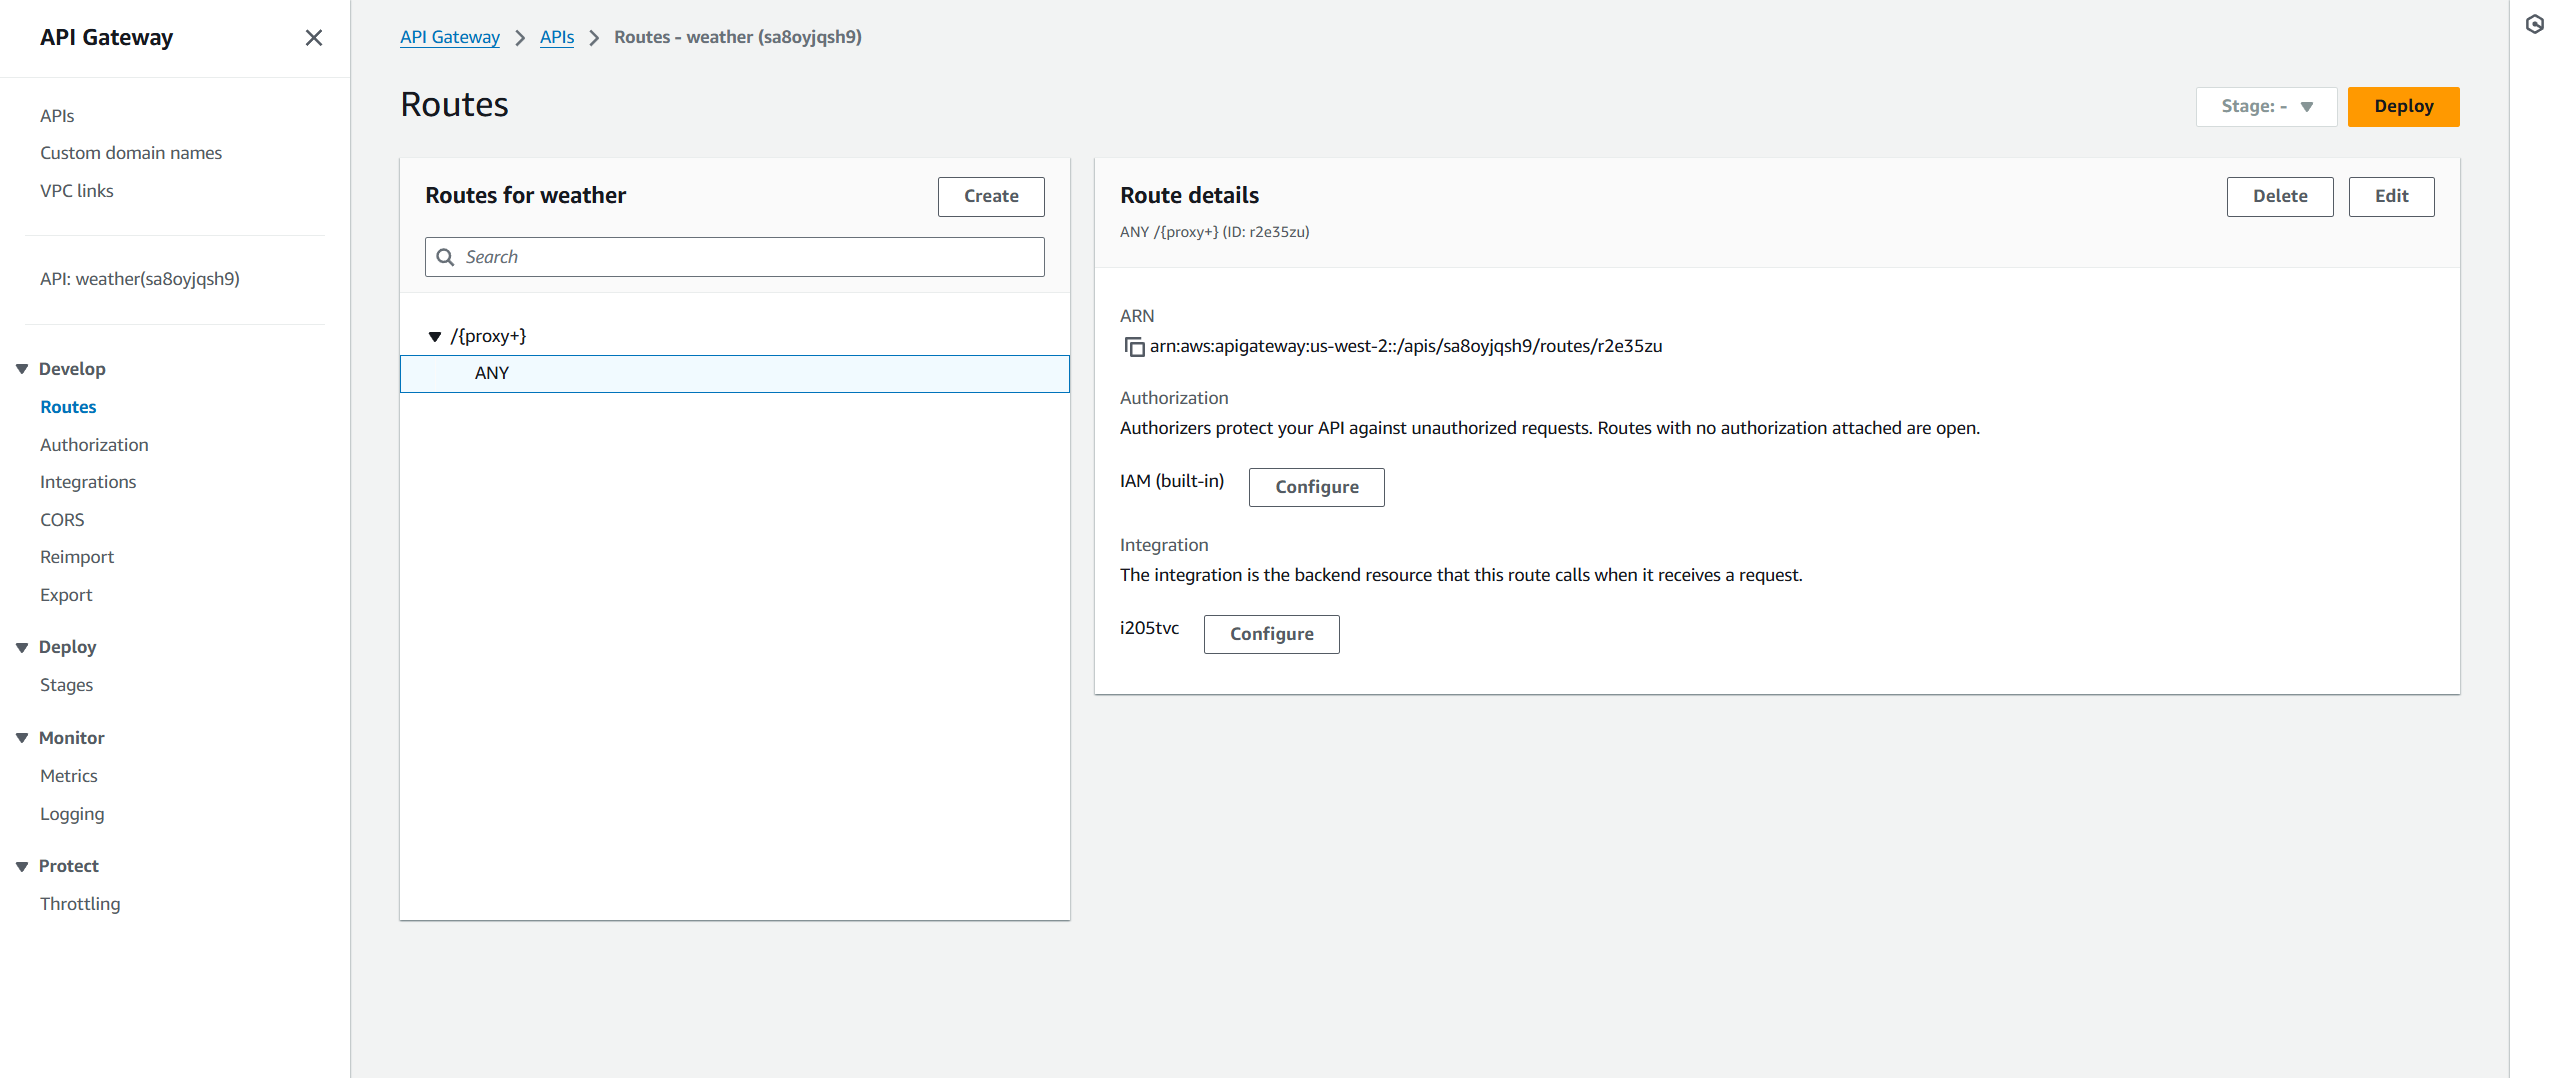 API Gateway
APIs
Custom domain names
VPC links
API: weather(sa8oyjqsh9)
Develop
Routes
Authorization
Integrations
CORS
Reimport
Export
Deploy
Stages
Monitor
Metrics
Logging
Protect
Throttling
API Gateway > APIs > Routes - weather (sa8oyjqsh9)
Routes
Stage: -
Deploy
Routes for weather
Create
Search
/{proxy+}
ANY
Route details
Delete
Edit
ANY /{proxy+} (ID: r2e35zu)
ARN
arn:aws:apigateway:us-west-2::/apis/sa8oyjqsh9/routes/r2e35zu
Authorization
Authorizers protect your API against unauthorized requests. Routes with no authorization attached are open.
IAM (built-in)
Configure
Integration
The integration is the backend resource that this route calls when it receives a request.
i205tvc
Configure